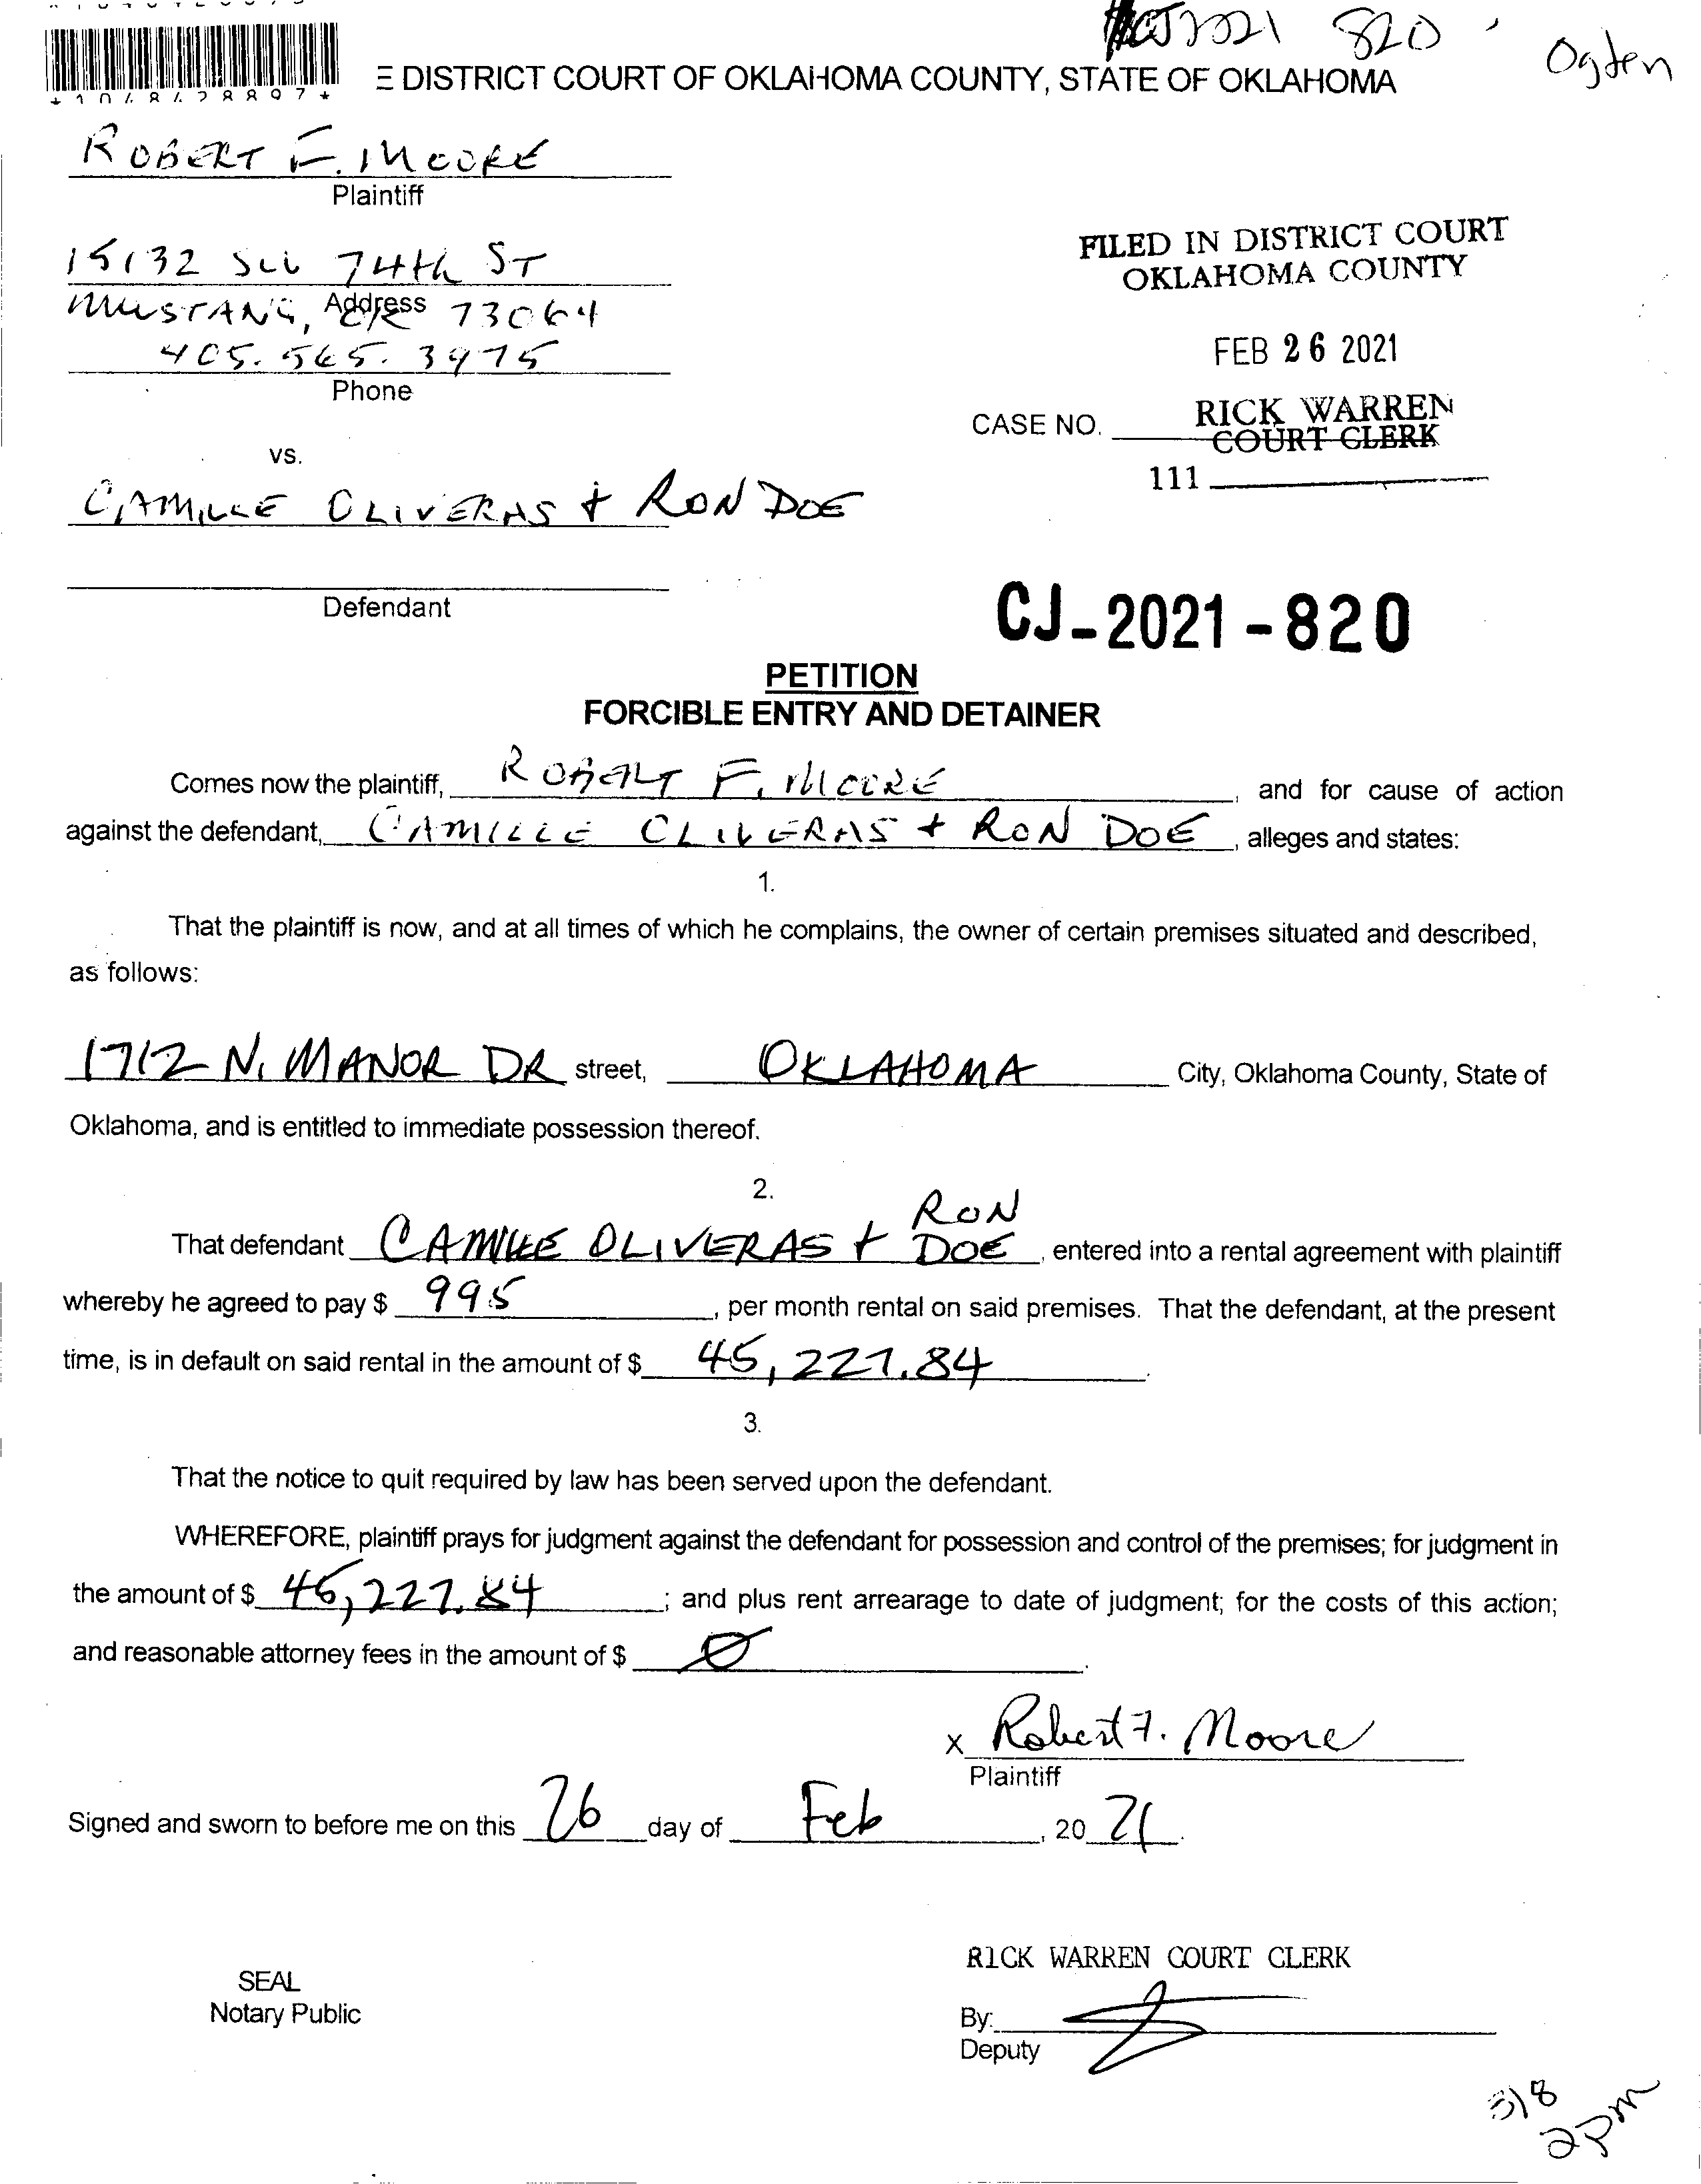 CJ2021 820
Ogden
*1048428897*
E DISTRICT COURT OF OKLAHOMA COUNTY, STATE OF OKLAHOMA
ROBERT F. MOORE
Plaintiff
15132 SW 74th ST
FILED IN DISTRICT COURT
OKLAHOMA COUNTY
Address
MUSTANG, OK 73064
FEB 26 2021
405.565.3975
Phone
CASE NO.
RICK WARREN
COURT CLERK
111
vs.
CAMILLE OLIVERAS + RON DOE
Defendant
CJ-2021-820
PETITION
FORCIBLE ENTRY AND DETAINER
Comes now the plaintiff, ROBERT F. MOORE, and for cause of action
against the defendant, CAMILLE OLIVERAS + RON DOE, alleges and states:
1.
That the plaintiff is now, and at all times of which he complains, the owner of certain premises situated and described,
as follows:
1712 N. MANOR DR street, OKLAHOMA City, Oklahoma County, State of
Oklahoma, and is entitled to immediate possession thereof.
2.
That defendant CAMILLE OLIVERAS + RON DOE, entered into a rental agreement with plaintiff
whereby he agreed to pay $ 995, per month rental on said premises. That the defendant, at the present
time, is in default on said rental in the amount of $ 45,227.84.
3.
That the notice to quit required by law has been served upon the defendant.
WHEREFORE, plaintiff prays for judgment against the defendant for possession and control of the premises; for judgment in
the amount of $ 45,227.84; and plus rent arrearage to date of judgment; for the costs of this action;
and reasonable attorney fees in the amount of $ 0.
x Robert F. Moore
Plaintiff
Signed and sworn to before me on this 26 day of Feb, 20 21.
RICK WARREN COURT CLERK
SEAL
Notary Public
By:
Deputy
3/8
2pm